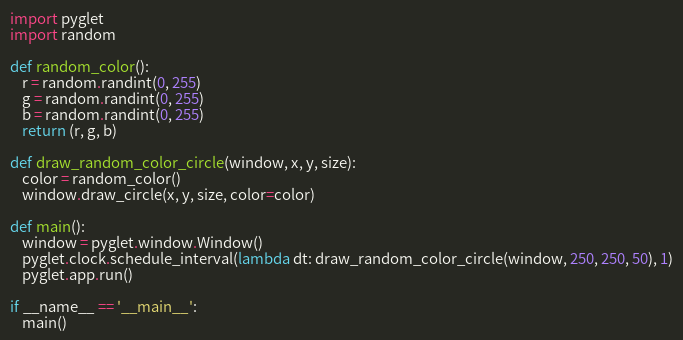 import pyglet
import random

def random_color():
    r = random.randint(0, 255)
    g = random.randint(0, 255)
    b = random.randint(0, 255)
    return (r, g, b)

def draw_random_color_circle(window, x, y, size):
    color = random_color()
    window.draw_circle(x, y, size, color=color)

def main():
    window = pyglet.window.Window()
    pyglet.clock.schedule_interval(lambda dt: draw_random_color_circle(window, 250, 250, 50), 1)
    pyglet.app.run()

if __name__ == '__main__':
    main()